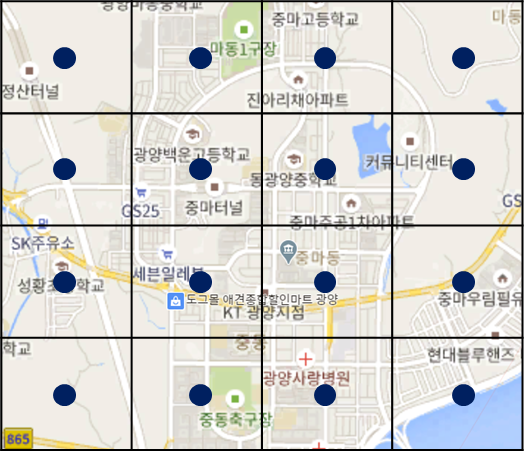 중마고등학교
마동1구장
정산터널
진아리채아파트
광양백운고등학교
커뮤니티센터
동광양중학교
GS25
중마터널
GS
중마주공1차아파트
SK주유소
중마동
세븐일레븐
성황초등학교
도그몰 애견종합할인마트 광양
KT 광양지점
중마우림필유
중동
학교
현대블루핸즈
광양사랑병원
중동축구장
865